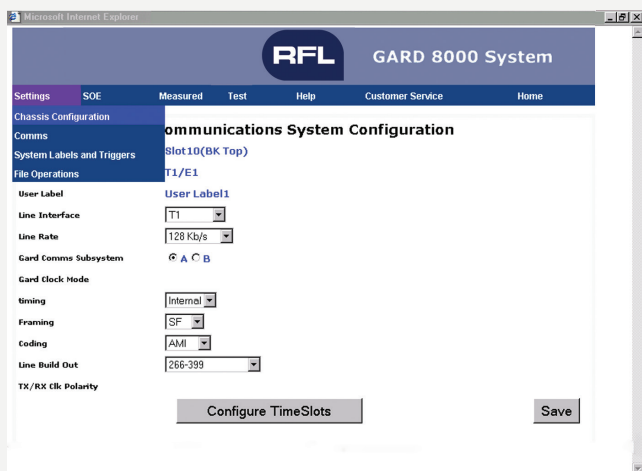 Microsoft Internet Explorer
RFL GARD 8000 System
Settings SOE Measured Test Help Customer Service Home
Chassis Configuration
Comms
System Labels and Triggers
File Operations
ommunications System Configuration
Slot10(BK Top)
T1/E1
User Label User Label1
Line Interface T1
Line Rate 128 Kb/s
Gard Comms Subsystem A B
Gard Clock Mode
timing Internal
Framing SF
Coding AMI
Line Build Out 266-399
TX/RX Clk Polarity
Configure TimeSlots Save